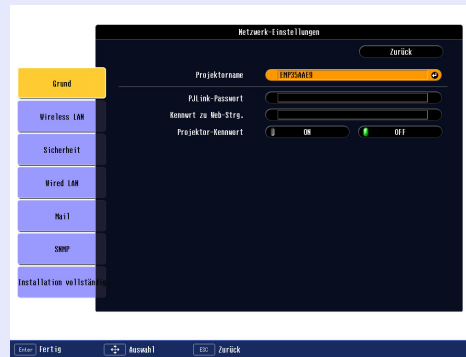 Netzwerk-Einstellungen
Zurück
Grund
Projektorname EMP35AAE9
PJLink-Passwort
Wireless LAN
Kennwrt zu Web-Strg.
Projektor-Kennwort ON OFF
Sicherheit
Wired LAN
Mail
SNMP
Installation vollständig
Enter Fertig Auswahl ESC Zurück